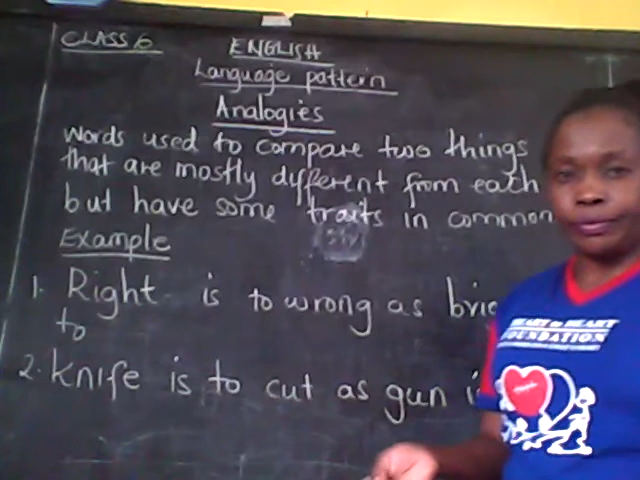 CLASS 6
ENGLISH
Language pattern
Analogies
Words used to compare two things
that are mostly different from each
but have some traits in common
Example
1. Right is to wrong as
to
2. Knife is to cut as gun
HEART to HEART
FOUNDATION